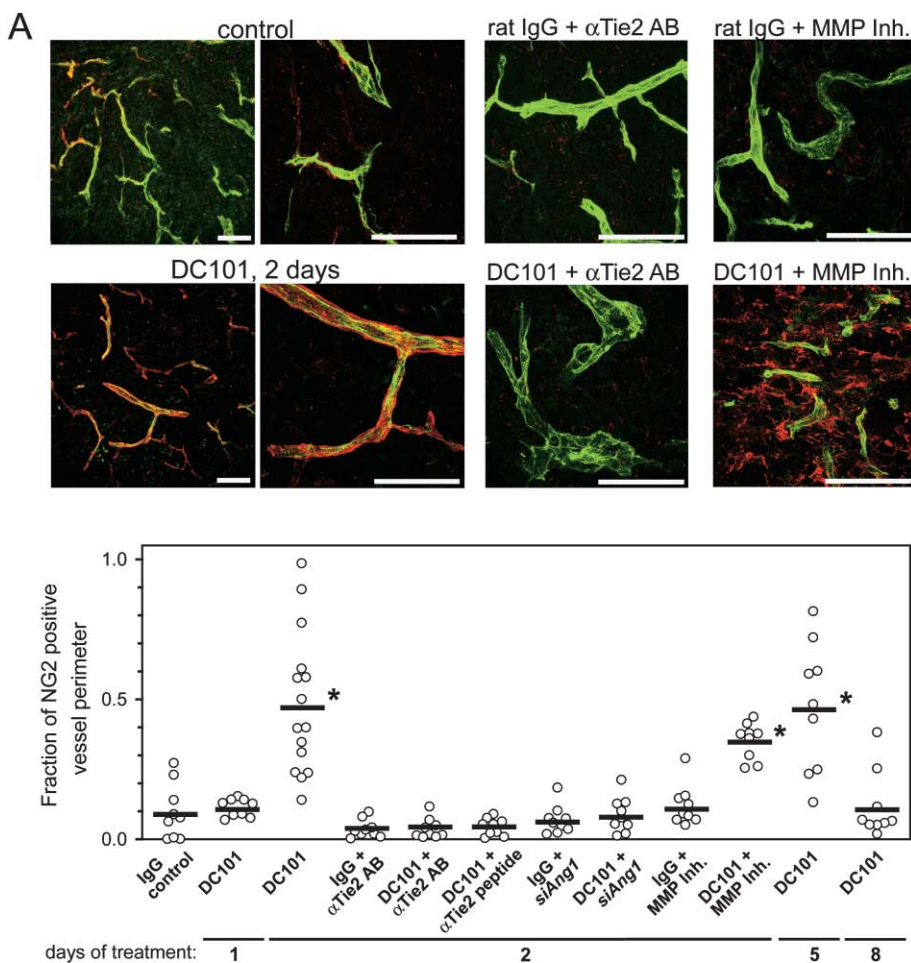 A
control
rat IgG + αTie2 AB
rat IgG + MMP Inh.
DC101, 2 days
DC101 + αTie2 AB
DC101 + MMP Inh.
Fraction of NG2 positive
vessel perimeter
1.0
0.5
0.0
*
*
*
IgG
control
DC101
DC101
IgG +
αTie2 AB
DC101 +
αTie2 AB
DC101 +
αTie2 peptide
IgG +
siAng1
DC101 +
siAng1
IgG +
MMP Inh.
DC101 +
MMP Inh.
DC101
DC101
days of treatment: 1 2 5 8